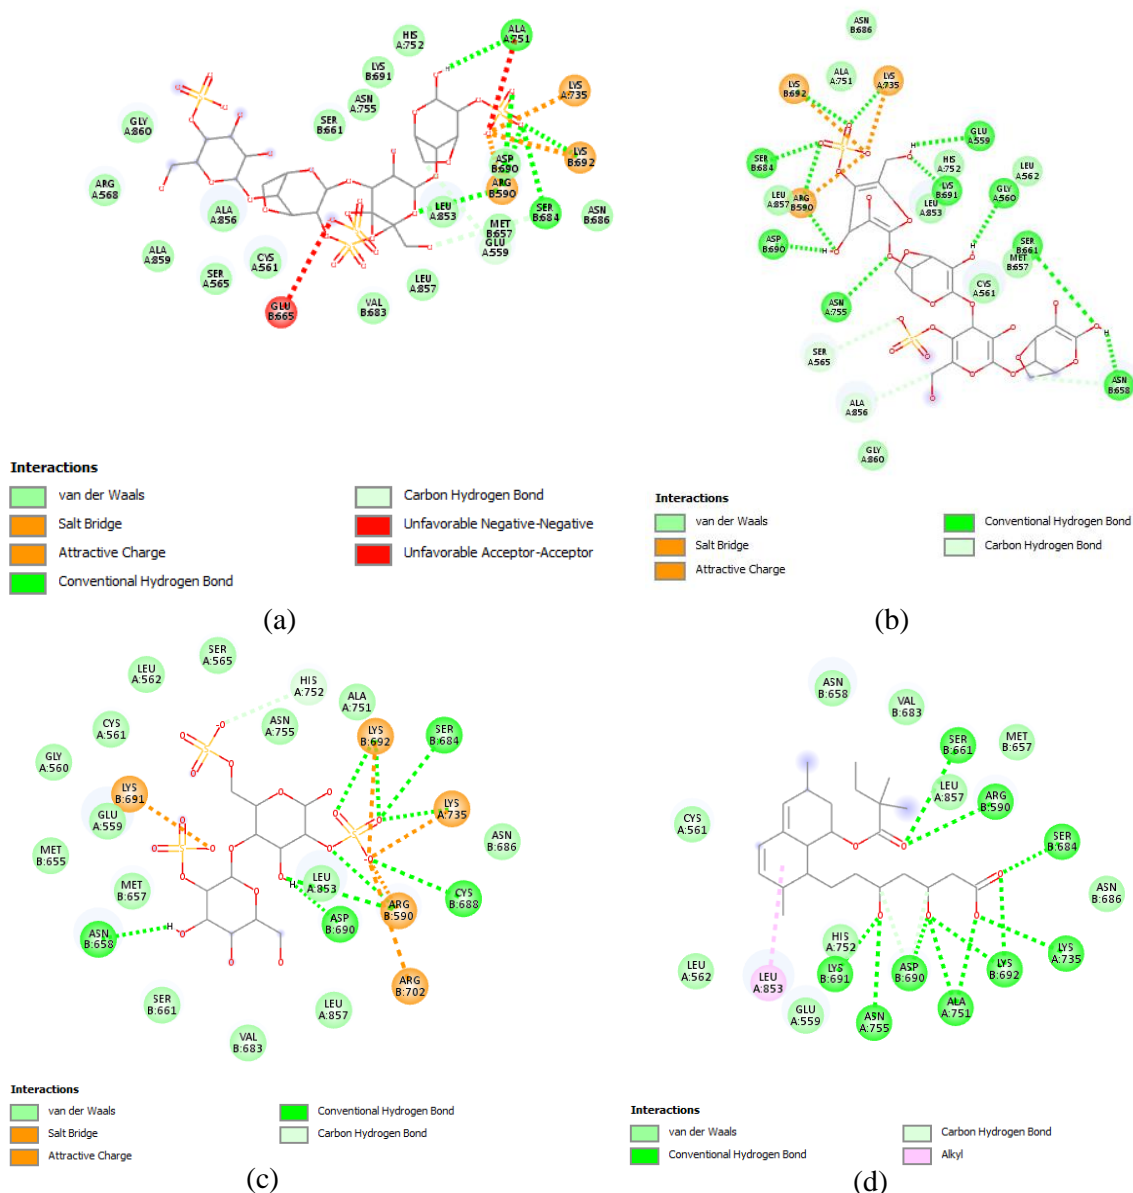 HIS
A:752
ALA
A:751
LYS
B:691
LYS
A:735
ASN
A:755
GLY
A:860
SER
B:661
ASP
B:690
LYS
B:692
ARG
A:568
ARG
B:590
ALA
A:856
LEU
A:853
SER
B:684
ASN
B:686
MET
B:657
GLU
A:559
ALA
A:859
SER
A:565
CYS
A:561
LEU
A:857
GLU
B:665
VAL
B:683
Interactions
van der Waals
Salt Bridge
Attractive Charge
Conventional Hydrogen Bond
Carbon Hydrogen Bond
Unfavorable Negative-Negative
Unfavorable Acceptor-Acceptor
(a)
ASN
B:686
LYS
B:692
ALA
A:751
LYS
A:735
GLU
A:559
SER
B:684
HIS
A:752
LEU
A:562
LEU
A:857
ARG
B:590
LYS
B:691
LEU
A:853
GLY
A:560
ASP
B:690
SER
B:661
MET
B:657
CYS
A:561
ASN
A:755
SER
A:565
ASN
B:658
ALA
A:856
GLY
A:860
Interactions
van der Waals
Salt Bridge
Attractive Charge
Conventional Hydrogen Bond
Carbon Hydrogen Bond
(b)
SER
A:565
LEU
A:562
HIS
A:752
ALA
A:751
CYS
A:561
ASN
A:755
LYS
B:692
SER
B:684
GLY
A:560
LYS
B:691
GLU
A:559
LYS
A:735
ASN
B:686
MET
B:655
MET
B:657
LEU
A:853
CYS
B:688
ARG
B:590
ASP
B:690
ASN
B:658
ARG
B:702
SER
B:661
LEU
A:857
VAL
B:683
Interactions
van der Waals
Salt Bridge
Attractive Charge
Conventional Hydrogen Bond
Carbon Hydrogen Bond
(c)
ASN
B:658
VAL
B:683
SER
B:661
MET
B:657
LEU
A:857
ARG
B:590
CYS
A:561
SER
B:684
ASN
B:686
HIS
A:752
LEU
A:562
LEU
A:853
LYS
B:691
ASP
B:690
LYS
B:692
LYS
A:735
GLU
A:559
ASN
A:755
ALA
A:751
Interactions
van der Waals
Conventional Hydrogen Bond
Carbon Hydrogen Bond
Alkyl
(d)